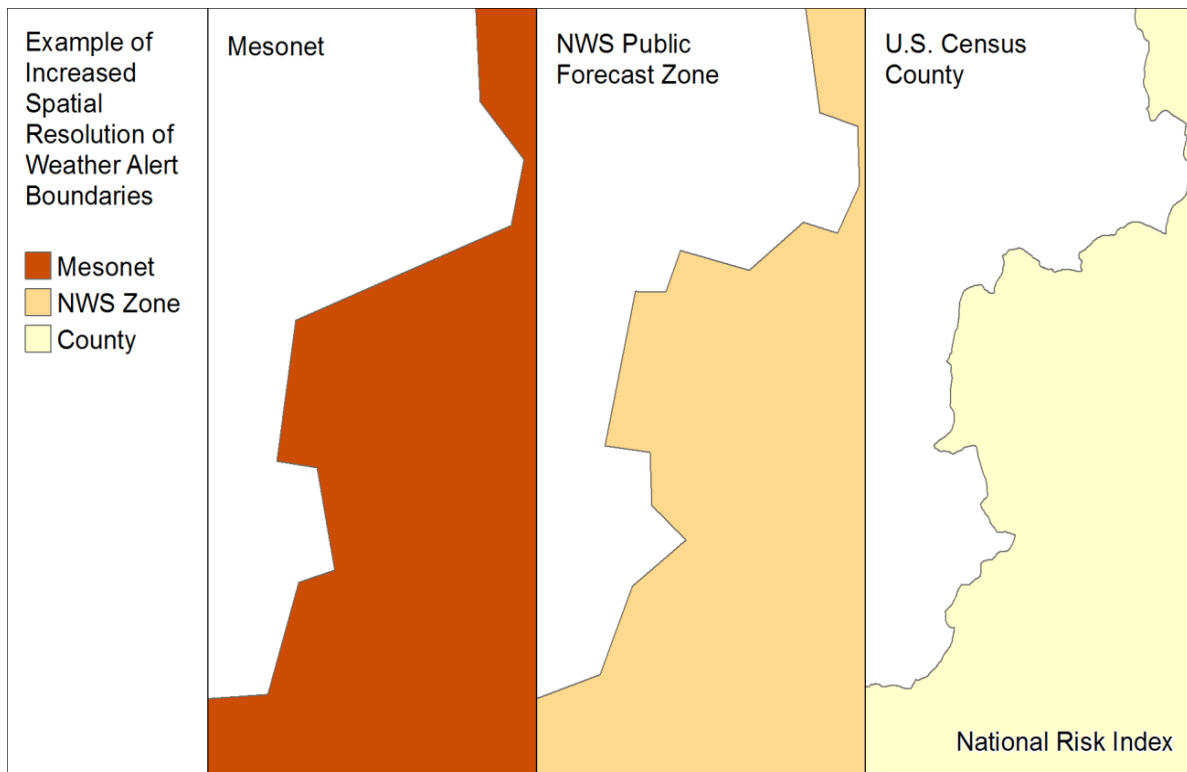 Example of
Increased
Spatial
Resolution of
Weather Alert
Boundaries
Mesonet
NWS Zone
County
Mesonet
NWS Public
Forecast Zone
U.S. Census
County
National Risk Index